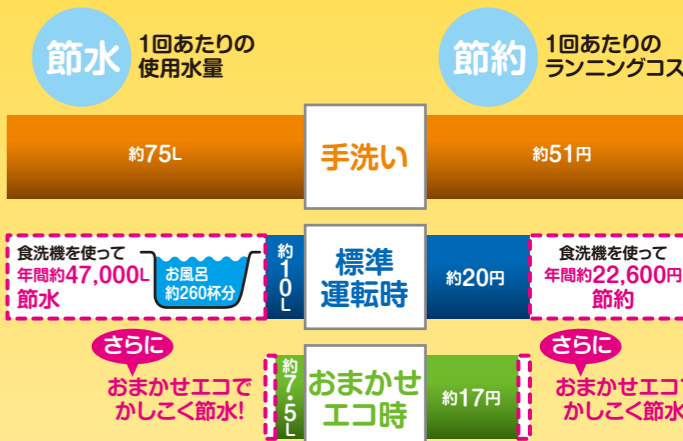 節水
1回あたりの
使用水量
節約
1回あたりの
ランニングコス
約75L
手洗い
約51円
食洗機を使って
年間約47,000L
節水
お風呂
約260杯分
約10L
標準
運転時
約20円
食洗機を使って
年間約22,600円
節約
さらに
おまかせエコで
かしこく節水!
約7.5L
おまかせ
エコ時
約17円
さらに
おまかせエコ
かしこく節水